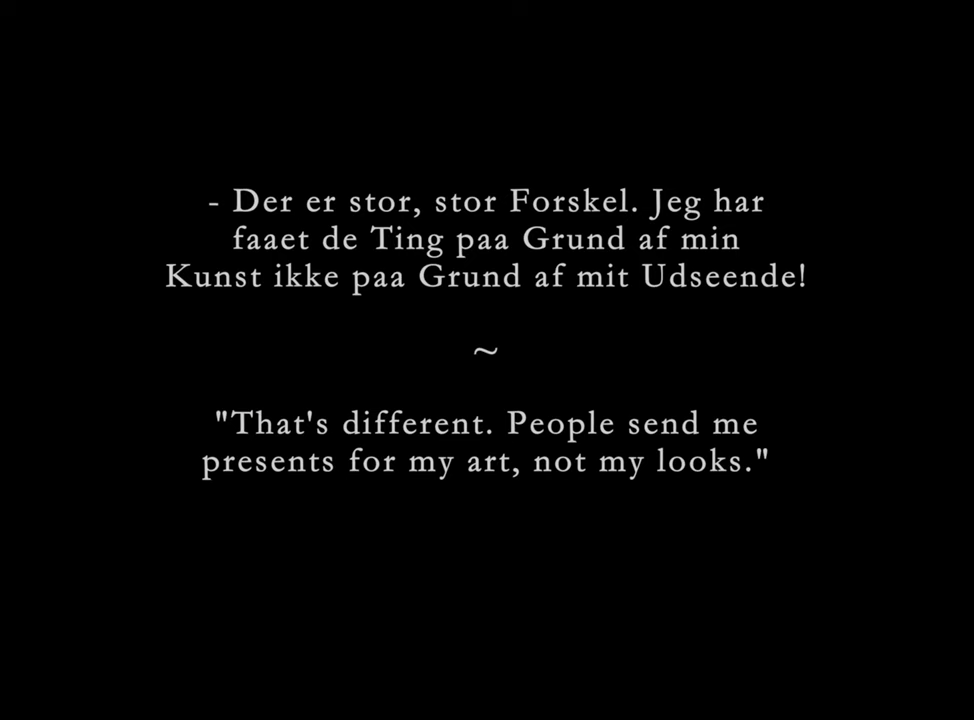 - Der er stor, stor Forskel. Jeg har
faaet de Ting paa Grund af min
Kunst ikke paa Grund af mit Udseende!
~
"That's different. People send me
presents for my art, not my looks."